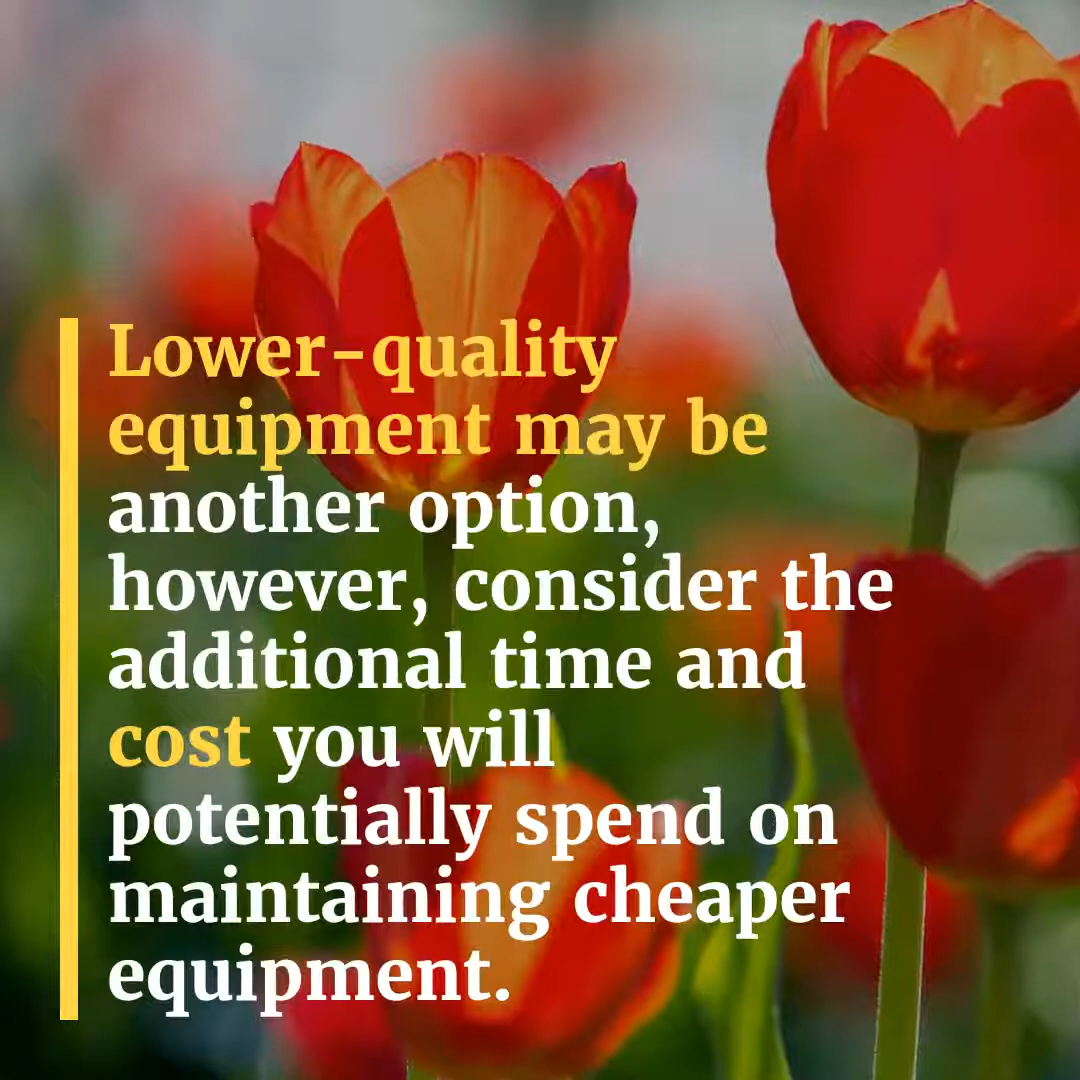 Lower-quality
equipment may be
another option,
however, consider the
additional time and
cost you will
potentially spend on
maintaining cheaper
equipment.